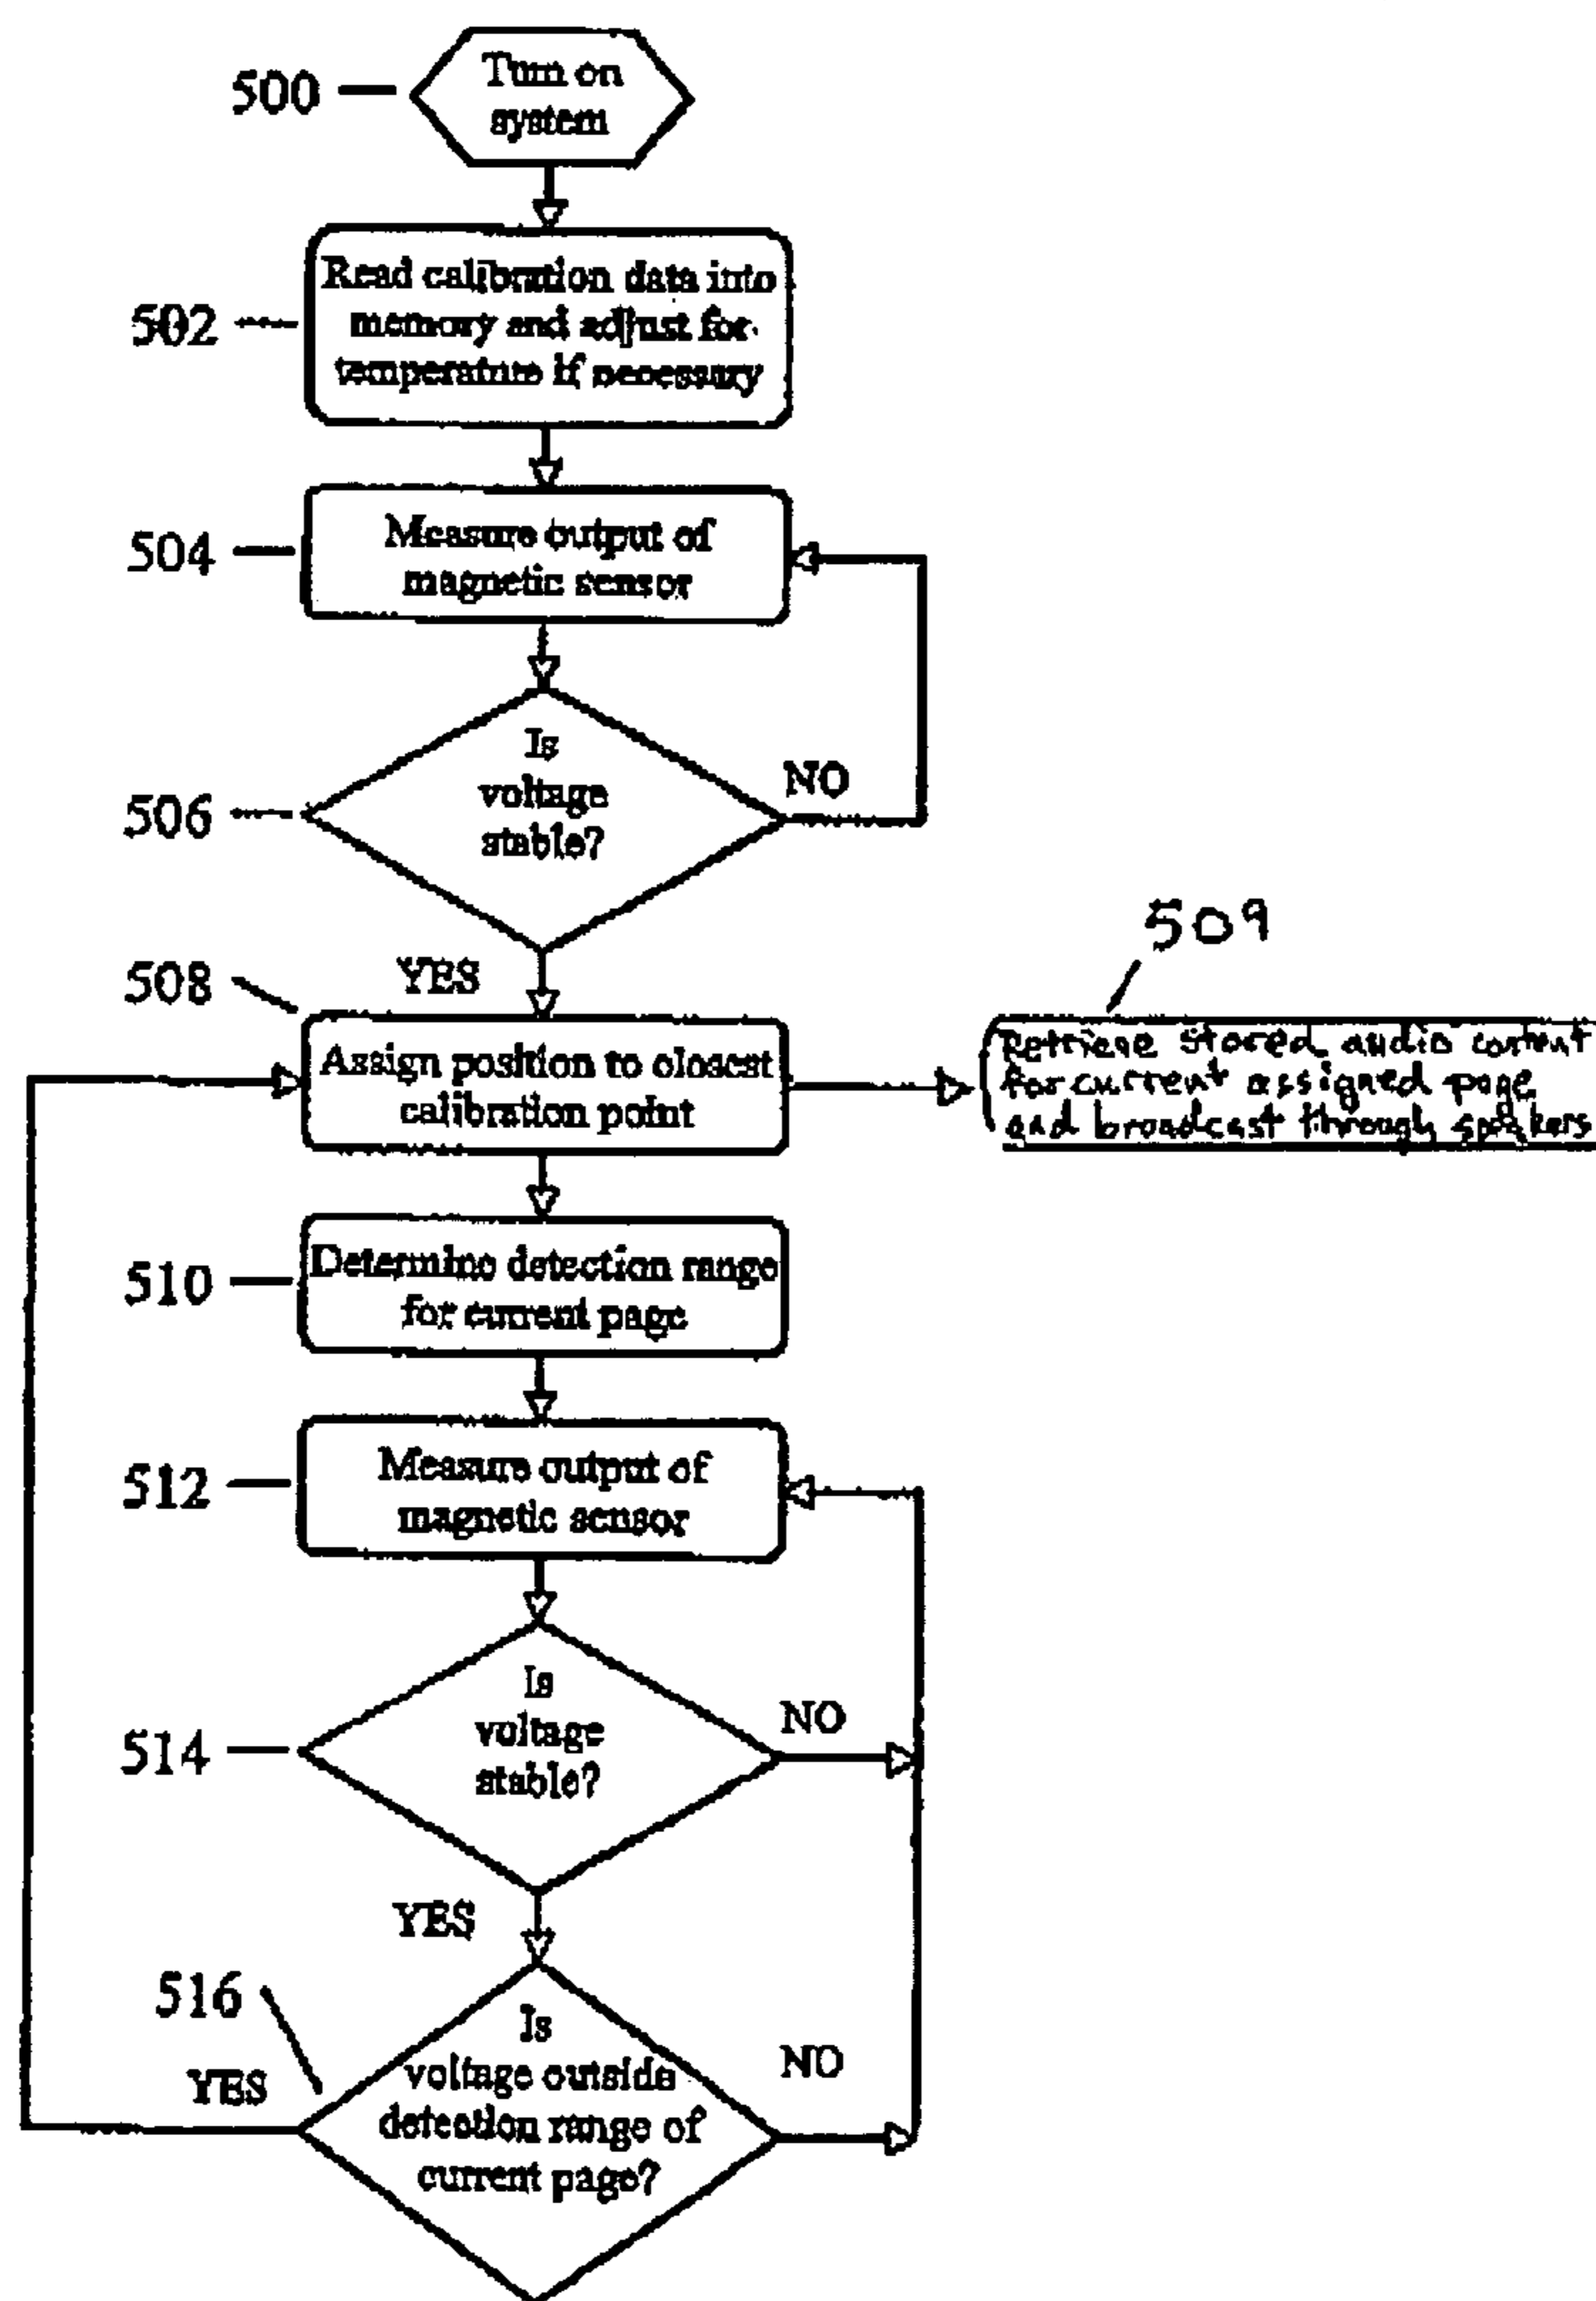 500
Turn on
system
502
Read calibration data into
memory and adjust for
temperature if necessary
504
Measure output of
magnetic sensor
506
Is
voltage
stable?
NO
YES
508
Assign position to closest
calibration point
509
Retrieve stored audio content
for current assigned page
and broadcast through speakers
510
Determine detection range
for current page
512
Measure output of
magnetic sensor
514
Is
voltage
stable?
NO
YES
516
Is
voltage outside
detection range of
current page?
YES
NO